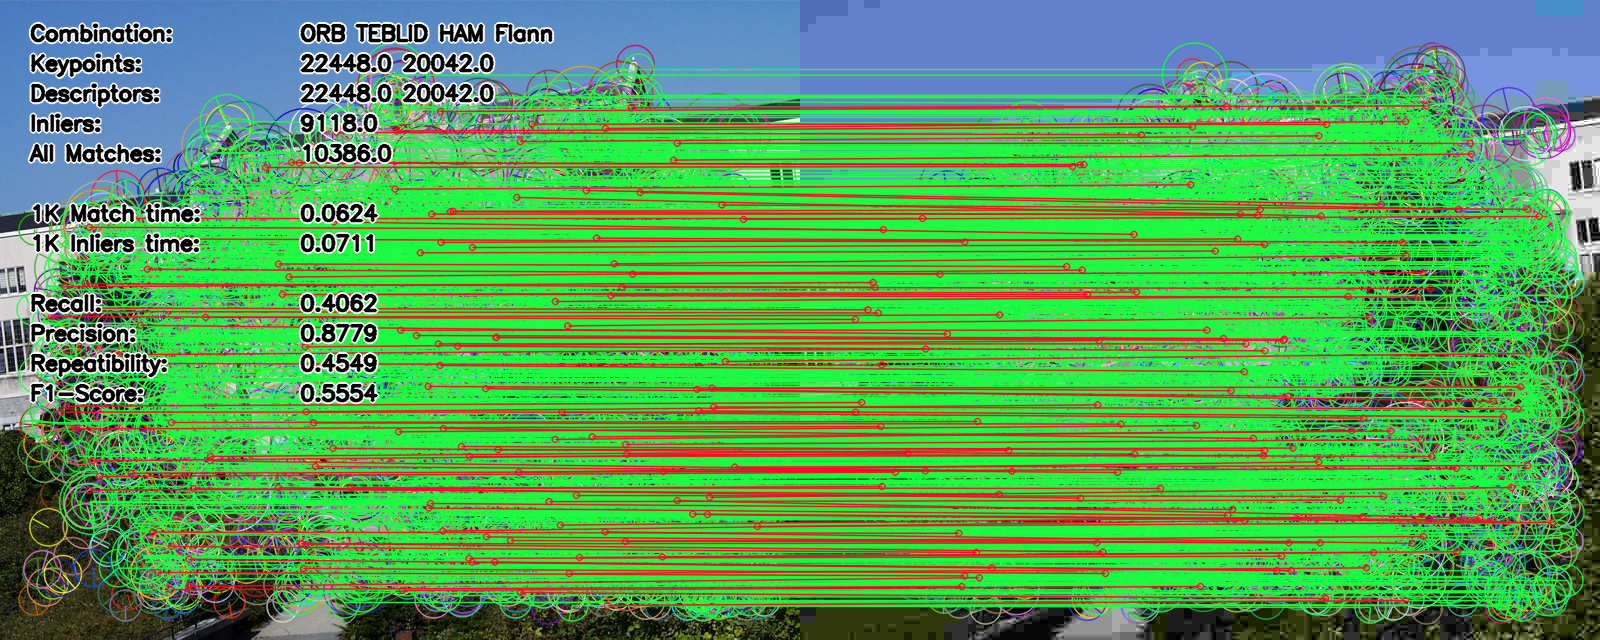 Combination: ORB TEBLID HAM Flann
Keypoints: 22448.0 20042.0
Descriptors: 22448.0 20042.0
Inliers: 9118.0
All Matches: 10386.0
1K Match time: 0.0624
1K Inliers time: 0.0711
Recall: 0.4062
Precision: 0.8779
Repeatibility: 0.4549
F1-Score: 0.5554